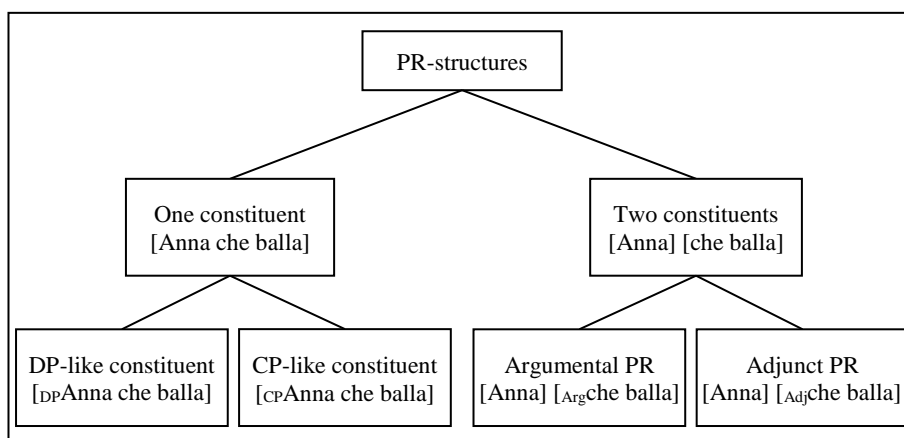 PR-structures
One constituent
[Anna che balla]
Two constituents
[Anna] [che balla]
DP-like constituent
[DPAnna che balla]
CP-like constituent
[CPAnna che balla]
Argumental PR
[Anna] [Argche balla]
Adjunct PR
[Anna] [Adjche balla]